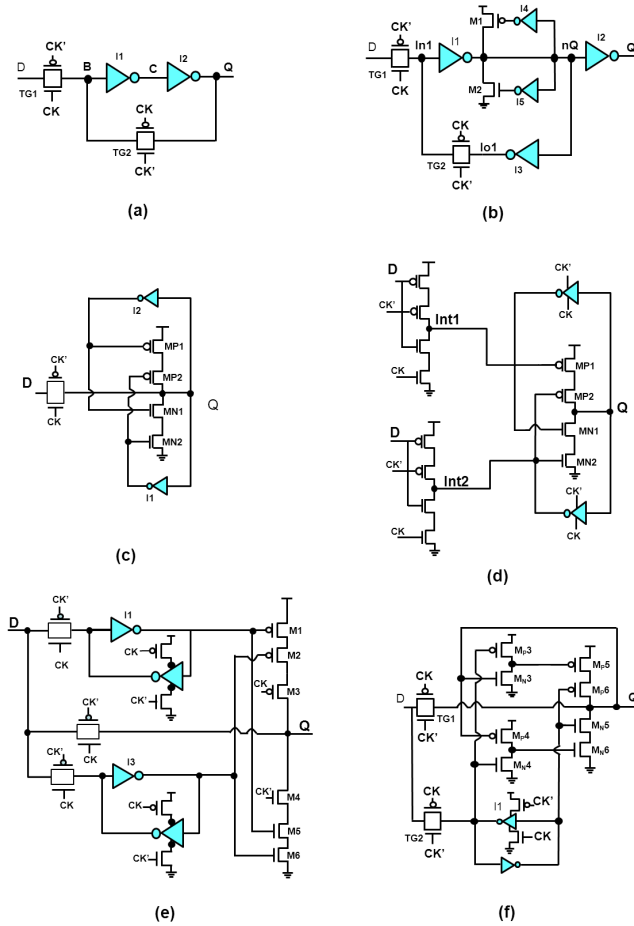 CK' I1 I2
D B C Q
TG1
CK CK
TG2
CK'
(a)
M1 I4
CK' In1 I1 nQ I2
D Q
TG1
CK M2 I5
CK Io1
TG2 I3
CK'
(b)
I2
MP1
CK' MP2
D Q
CK MN1
MN2
I1
(c)
D CK'
CK' CK
Int1
MP1
CK MP2 Q
D MN1
CK' MN2
Int2
CK'
CK CK
(d)
CK' I1
D M1
CK CK M2
CK' CK M3
CK' Q
CK
CK' I3 CK' M4
CK CK M5
M6
CK'
(e)
MP3 MP5
MN3 MP6
CK
D Q
TG1 MN5
CK' MP4 MN6
MN4
CK I1 CK'
TG2 CK
CK'
(f)